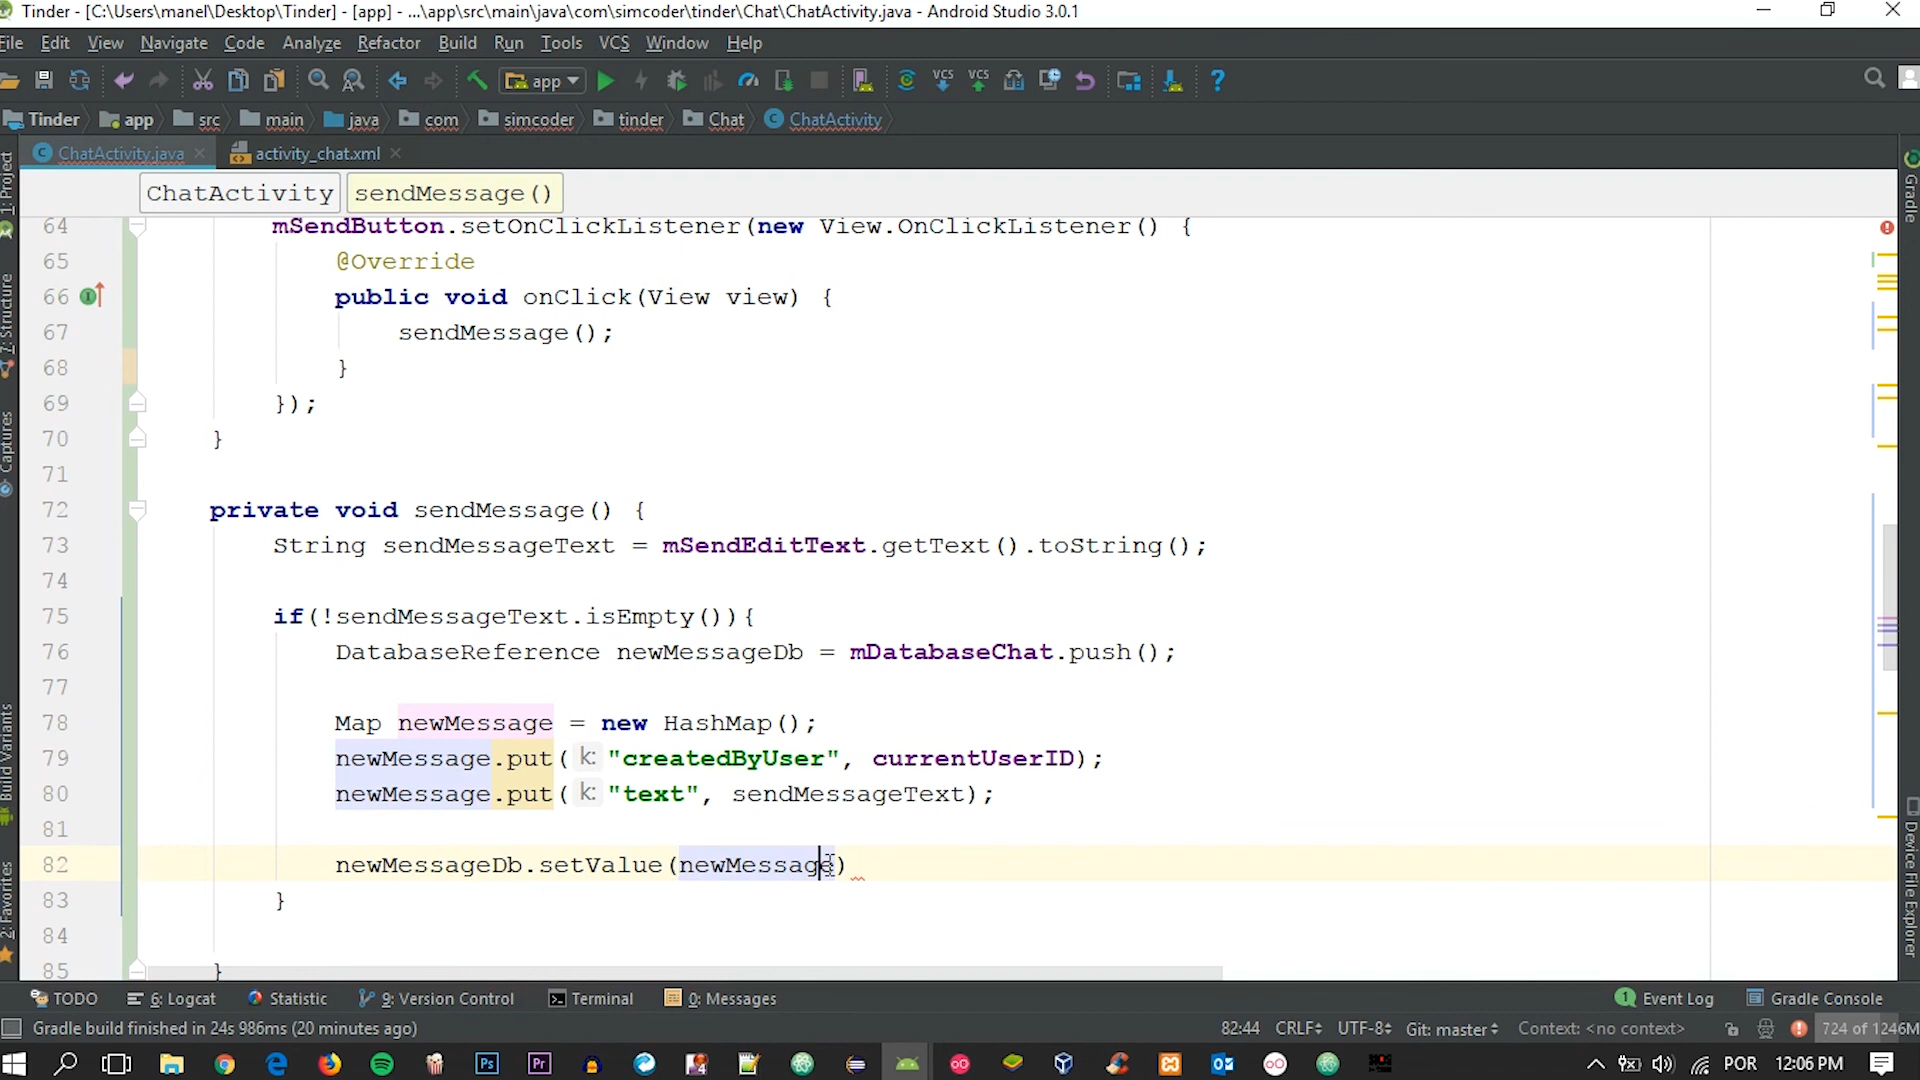 Tinder - [C:\Users\manel\Desktop\Tinder] - [app] - ...\app\src\main\java\com\simcoder\tinder\Chat\ChatActivity.java - Android Studio 3.0.1
File Edit View Navigate Code Analyze Refactor Build Run Tools VCS Window Help
app VCS VCS ?
Tinder app src main java com simcoder tinder Chat ChatActivity
ChatActivity.java activity_chat.xml
ChatActivity sendMessage()
64 mSendButton.setOnClickListener(new View.OnClickListener() {
65 @Override
66 public void onClick(View view) {
67 sendMessage();
68 }
69 });
70 }
71
72 private void sendMessage() {
73 String sendMessageText = mSendEditText.getText().toString();
74
75 if(!sendMessageText.isEmpty()){
76 DatabaseReference newMessageDb = mDatabaseChat.push();
77
78 Map newMessage = new HashMap();
79 newMessage.put( k: "createdByUser", currentUserID);
80 newMessage.put( k: "text", sendMessageText);
81
82 newMessageDb.setValue(newMessage)
83 }
84
85 }
1: Project
7: Structure
Captures
Build Variants
2: Favorites
Gradle
Device File Explorer
TODO 6: Logcat Statistic 9: Version Control Terminal 0: Messages 1 Event Log Gradle Console
Gradle build finished in 24s 986ms (20 minutes ago) 82:44 CRLF UTF-8 Git: master Context: <no context> 724 of 1246M
Ps Pr POR 12:06 PM